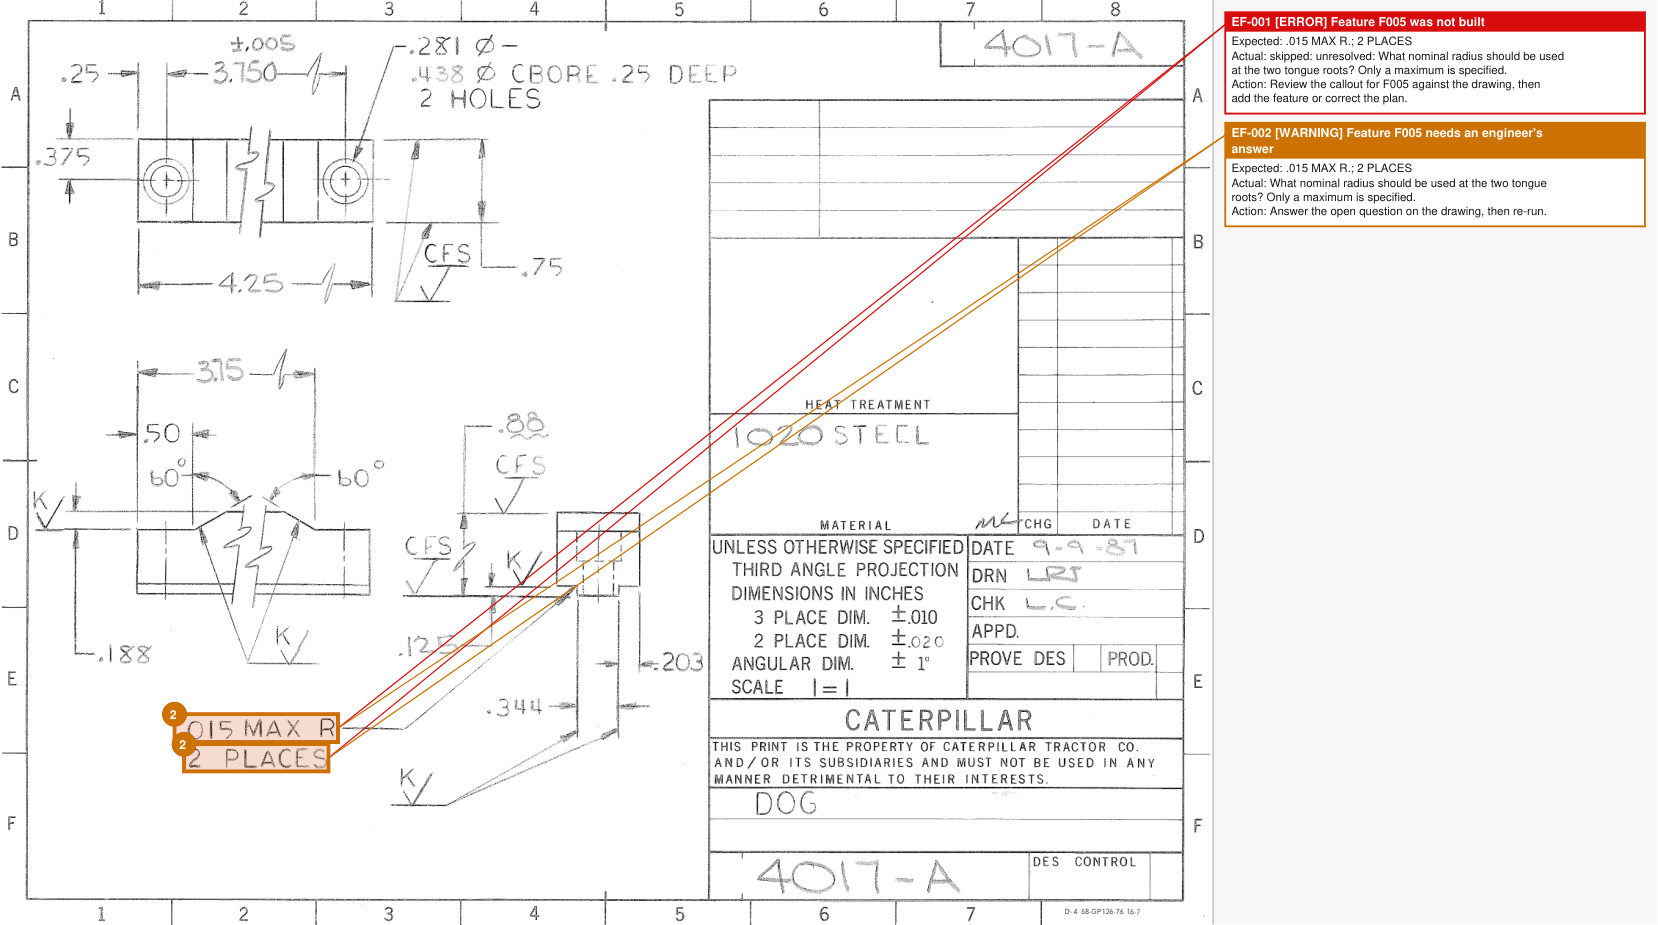 1 2 3 4 5 6 7 8
4017-A
±.005
.25
3.750
.281 Ø -
.438 Ø CBORE .25 DEEP
2 HOLES
A
A
.375
B
B
CFS
.75
4.25
C
C
3.75
.50
60°
60°
K
.88
CFS
CFS
K
D
D
.188
K
.125
.203
.344
E
E
015 MAX R
2 PLACES
2
2
K
F
F
HEAT TREATMENT
1020 STEEL
MATERIAL
CHG DATE
UNLESS OTHERWISE SPECIFIED
THIRD ANGLE PROJECTION
DIMENSIONS IN INCHES
3 PLACE DIM. ±.010
2 PLACE DIM. ±.020
ANGULAR DIM. ± 1°
SCALE 1=1
DATE 9-9-87
DRN LRJ
CHK L.C.
APPD.
PROVE DES PROD.
CATERPILLAR
THIS PRINT IS THE PROPERTY OF CATERPILLAR TRACTOR CO.
AND/OR ITS SUBSIDIARIES AND MUST NOT BE USED IN ANY
MANNER DETRIMENTAL TO THEIR INTERESTS.
DOG
4017-A
DES CONTROL
1 2 3 4 5 6 7
EF-001 [ERROR] Feature F005 was not built
Expected: .015 MAX R.; 2 PLACES
Actual: skipped: unresolved: What nominal radius should be used
at the two tongue roots? Only a maximum is specified.
Action: Review the callout for F005 against the drawing, then
add the feature or correct the plan.
EF-002 [WARNING] Feature F005 needs an engineer's
answer
Expected: .015 MAX R.; 2 PLACES
Actual: What nominal radius should be used at the two tongue
roots? Only a maximum is specified.
Action: Answer the open question on the drawing, then re-run.